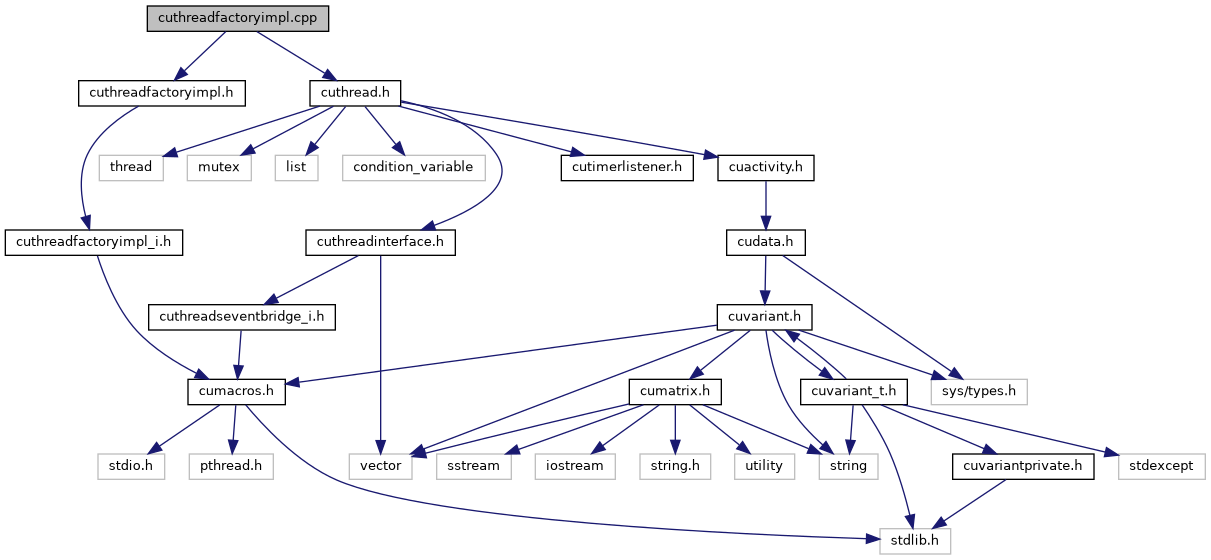 cuthreadfactoryimpl.cpp
cuthreadfactoryimpl.h
cuthread.h
thread
mutex
list
condition_variable
cutimerlistener.h
cuactivity.h
cuthreadfactoryimpl_i.h
cuthreadinterface.h
cudata.h
cuthreadseventbridge_i.h
cuvariant.h
cumacros.h
cumatrix.h
cuvariant_t.h
sys/types.h
stdio.h
pthread.h
vector
sstream
iostream
string.h
utility
string
cuvariantprivate.h
stdexcept
stdlib.h